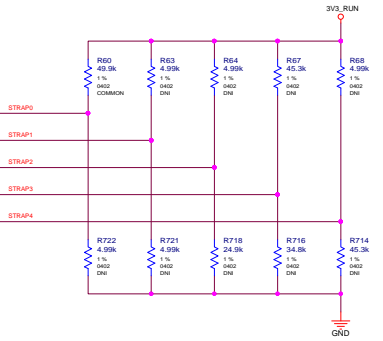 3V3_RUN
R60
49.9k
1 %
0402
COMMON
R63
4.99k
1 %
0402
DNI
R64
4.99k
1 %
0402
DNI
R67
45.3k
1 %
0402
DNI
R68
4.99k
1 %
0402
DNI
STRAP0
STRAP1
STRAP2
STRAP3
STRAP4
R722
4.99k
1 %
0402
DNI
R721
4.99k
1 %
0402
DNI
R718
24.9k
1 %
0402
DNI
R716
34.8k
1 %
0402
DNI
R714
45.3k
1 %
0402
DNI
GND